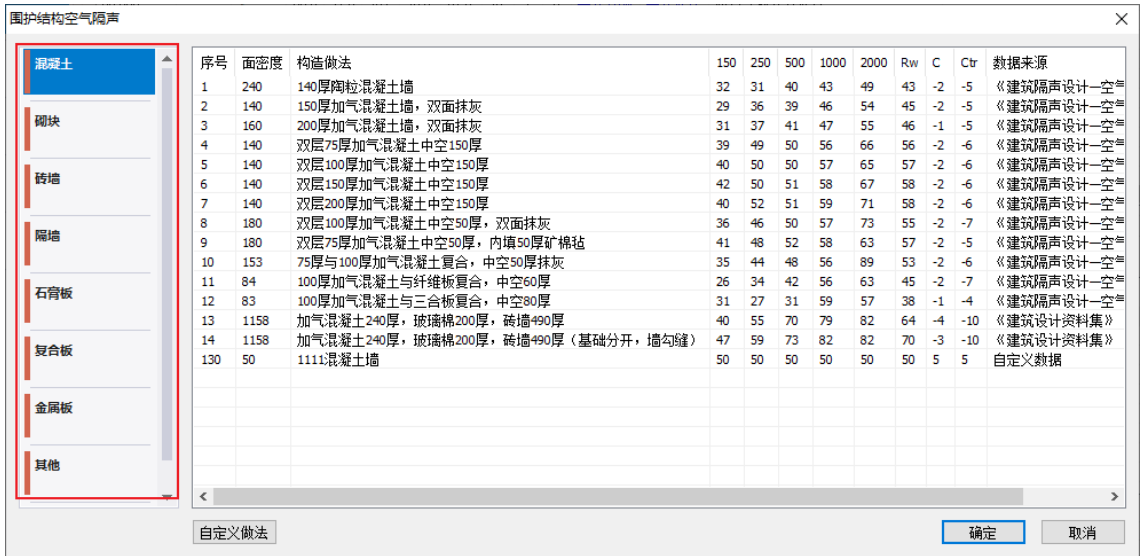 围护结构空气隔声
混凝土
砌块
砖墙
隔墙
石膏板
复合板
金属板
其他
序号 面密度 构造做法 150 250 500 1000 2000 Rw C Ctr 数据来源
1 240 140厚陶粒混凝土墙 32 31 40 43 49 43 -2 -5 《建筑隔声设计—空气
2 140 150厚加气混凝土墙，双面抹灰 29 36 39 46 54 45 -2 -5 《建筑隔声设计—空气
3 160 200厚加气混凝土墙，双面抹灰 31 37 41 47 55 46 -1 -5 《建筑隔声设计—空气
4 140 双层75厚加气混凝土中空150厚 39 49 50 56 66 56 -2 -6 《建筑隔声设计—空气
5 140 双层100厚加气混凝土中空150厚 40 50 50 57 65 57 -2 -6 《建筑隔声设计—空气
6 140 双层150厚加气混凝土中空150厚 42 50 51 58 67 58 -2 -6 《建筑隔声设计—空气
7 140 双层200厚加气混凝土中空150厚 40 52 51 59 71 58 -2 -6 《建筑隔声设计—空气
8 180 双层100厚加气混凝土中空50厚，双面抹灰 36 46 50 57 73 55 -2 -7 《建筑隔声设计—空气
9 180 双层75厚加气混凝土中空50厚，内填50厚矿棉毡 41 48 52 58 63 57 -2 -5 《建筑隔声设计—空气
10 153 75厚与100厚加气混凝土复合，中空50厚抹灰 35 44 48 56 89 53 -2 -6 《建筑隔声设计—空气
11 84 100厚加气混凝土与纤维板复合，中空60厚 26 34 42 56 63 45 -2 -7 《建筑隔声设计—空气
12 83 100厚加气混凝土与三合板复合，中空80厚 31 27 31 59 57 38 -1 -4 《建筑隔声设计—空气
13 1158 加气混凝土240厚，玻璃棉200厚，砖墙490厚 40 55 70 79 82 64 -4 -10 《建筑设计资料集》
14 1158 加气混凝土240厚，玻璃棉200厚，砖墙490厚（基础分开，墙勾缝） 47 59 73 82 82 70 -3 -10 《建筑设计资料集》
130 50 1111混凝土墙 50 50 50 50 50 50 5 5 自定义数据
自定义做法 确定 取消